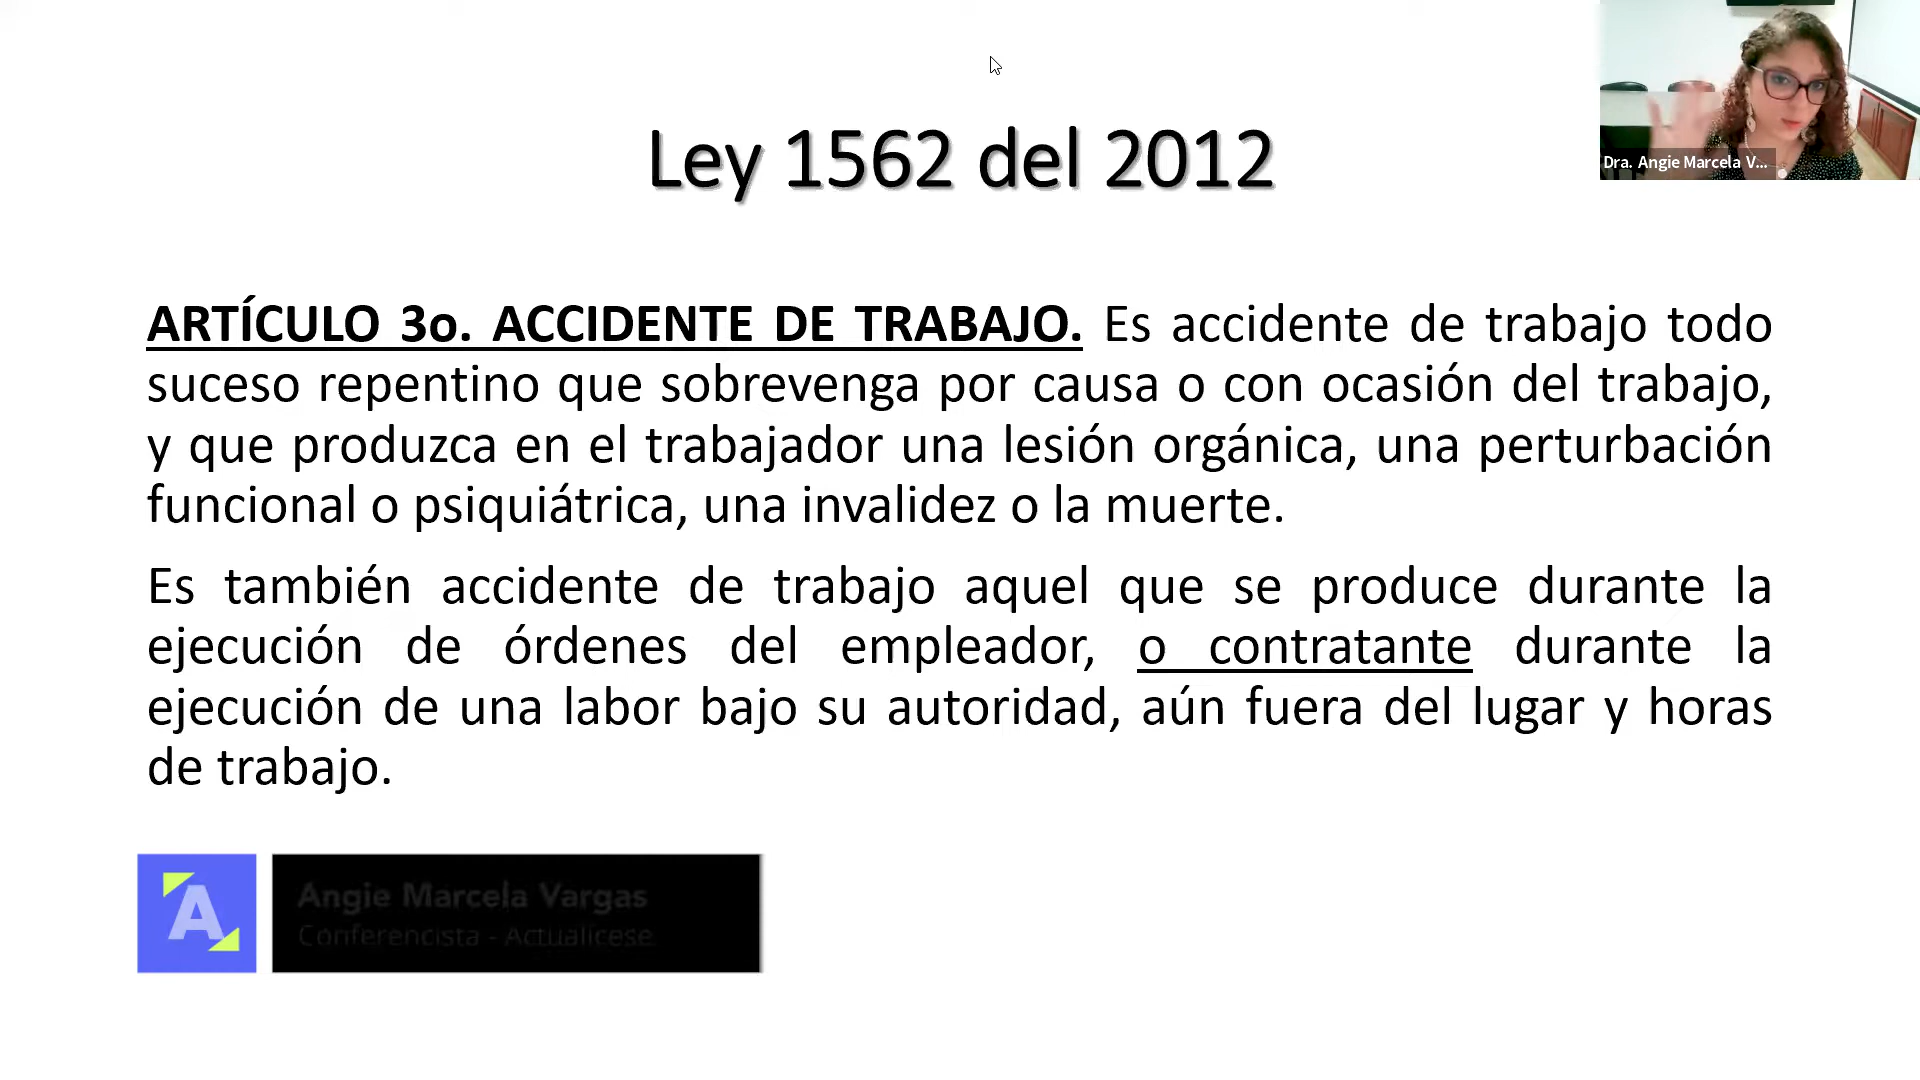 Ley 1562 del 2012
Dra. Angie Marcela V...
ARTÍCULO 3o. ACCIDENTE DE TRABAJO. Es accidente de trabajo todo
suceso repentino que sobrevenga por causa o con ocasión del trabajo,
y que produzca en el trabajador una lesión orgánica, una perturbación
funcional o psiquiátrica, una invalidez o la muerte.
Es también accidente de trabajo aquel que se produce durante la
ejecución de órdenes del empleador, o contratante durante la
ejecución de una labor bajo su autoridad, aún fuera del lugar y horas
de trabajo.
A
Angie Marcela Vargas
Conferencista - Actualícese